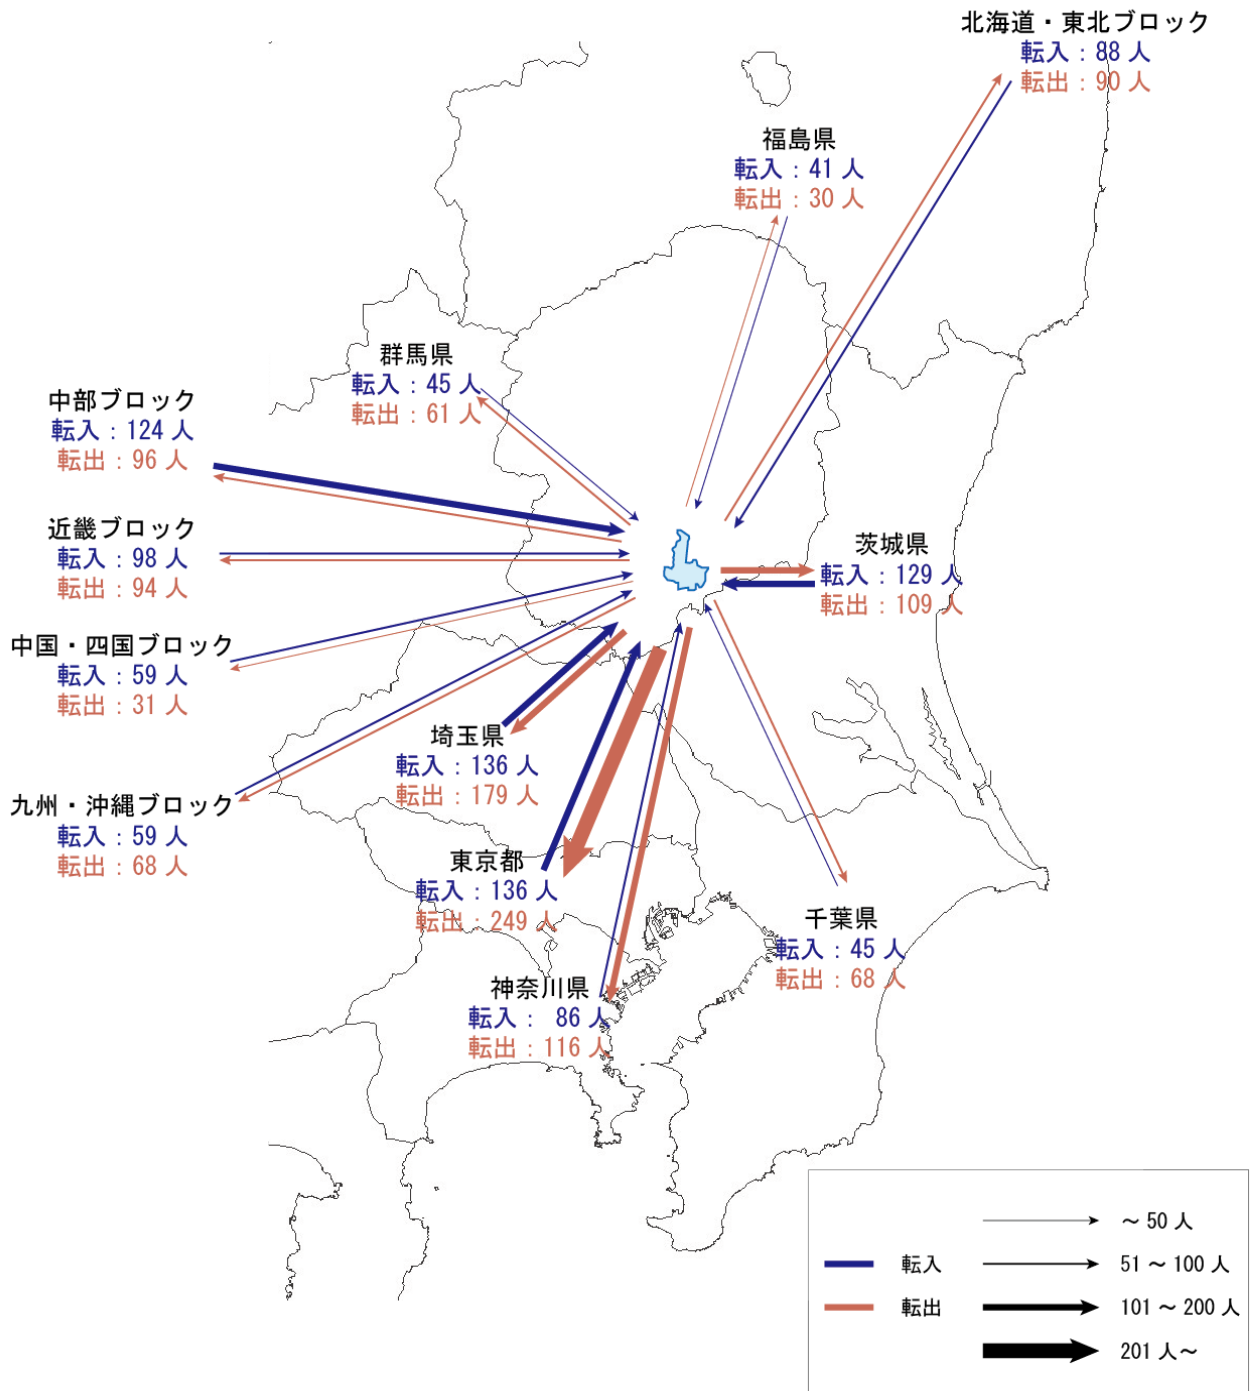 北海道・東北ブロック
転入：88 人
転出：90 人
福島県
転入：41 人
転出：30 人
群馬県
転入：45 人
転出：61 人
中部ブロック
転入：124 人
転出：96 人
近畿ブロック
転入：98 人
転出：94 人
茨城県
転入：129 人
転出：109 人
中国・四国ブロック
転入：59 人
転出：31 人
埼玉県
転入：136 人
転出：179 人
九州・沖縄ブロック
転入：59 人
転出：68 人
東京都
転入：136 人
転出：249 人
千葉県
転入：45 人
転出：68 人
神奈川県
転入： 86 人
転出：116 人
～ 50 人
転入 51 ～ 100 人
転出 101 ～ 200 人
201 人～